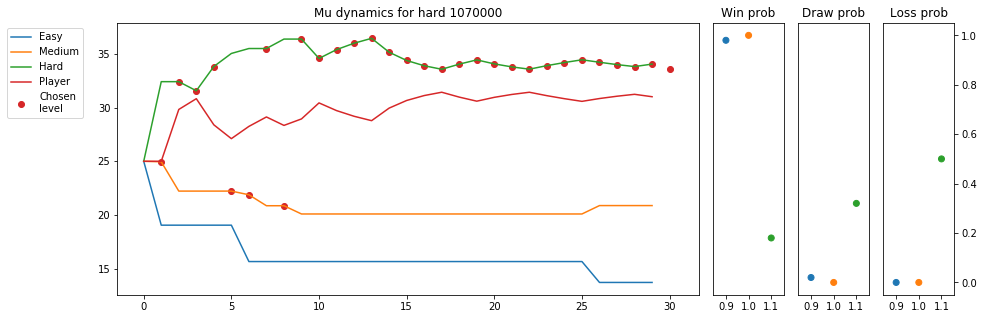 Mu dynamics for hard 1070000
Win prob
Draw prob
Loss prob
Easy
Medium
Hard
Player
Chosen
level
35
30
25
20
15
0
5
10
15
20
25
30
0.9
1.0
1.1
0.9
1.0
1.1
0.9
1.0
1.1
1.0
0.8
0.6
0.4
0.2
0.0